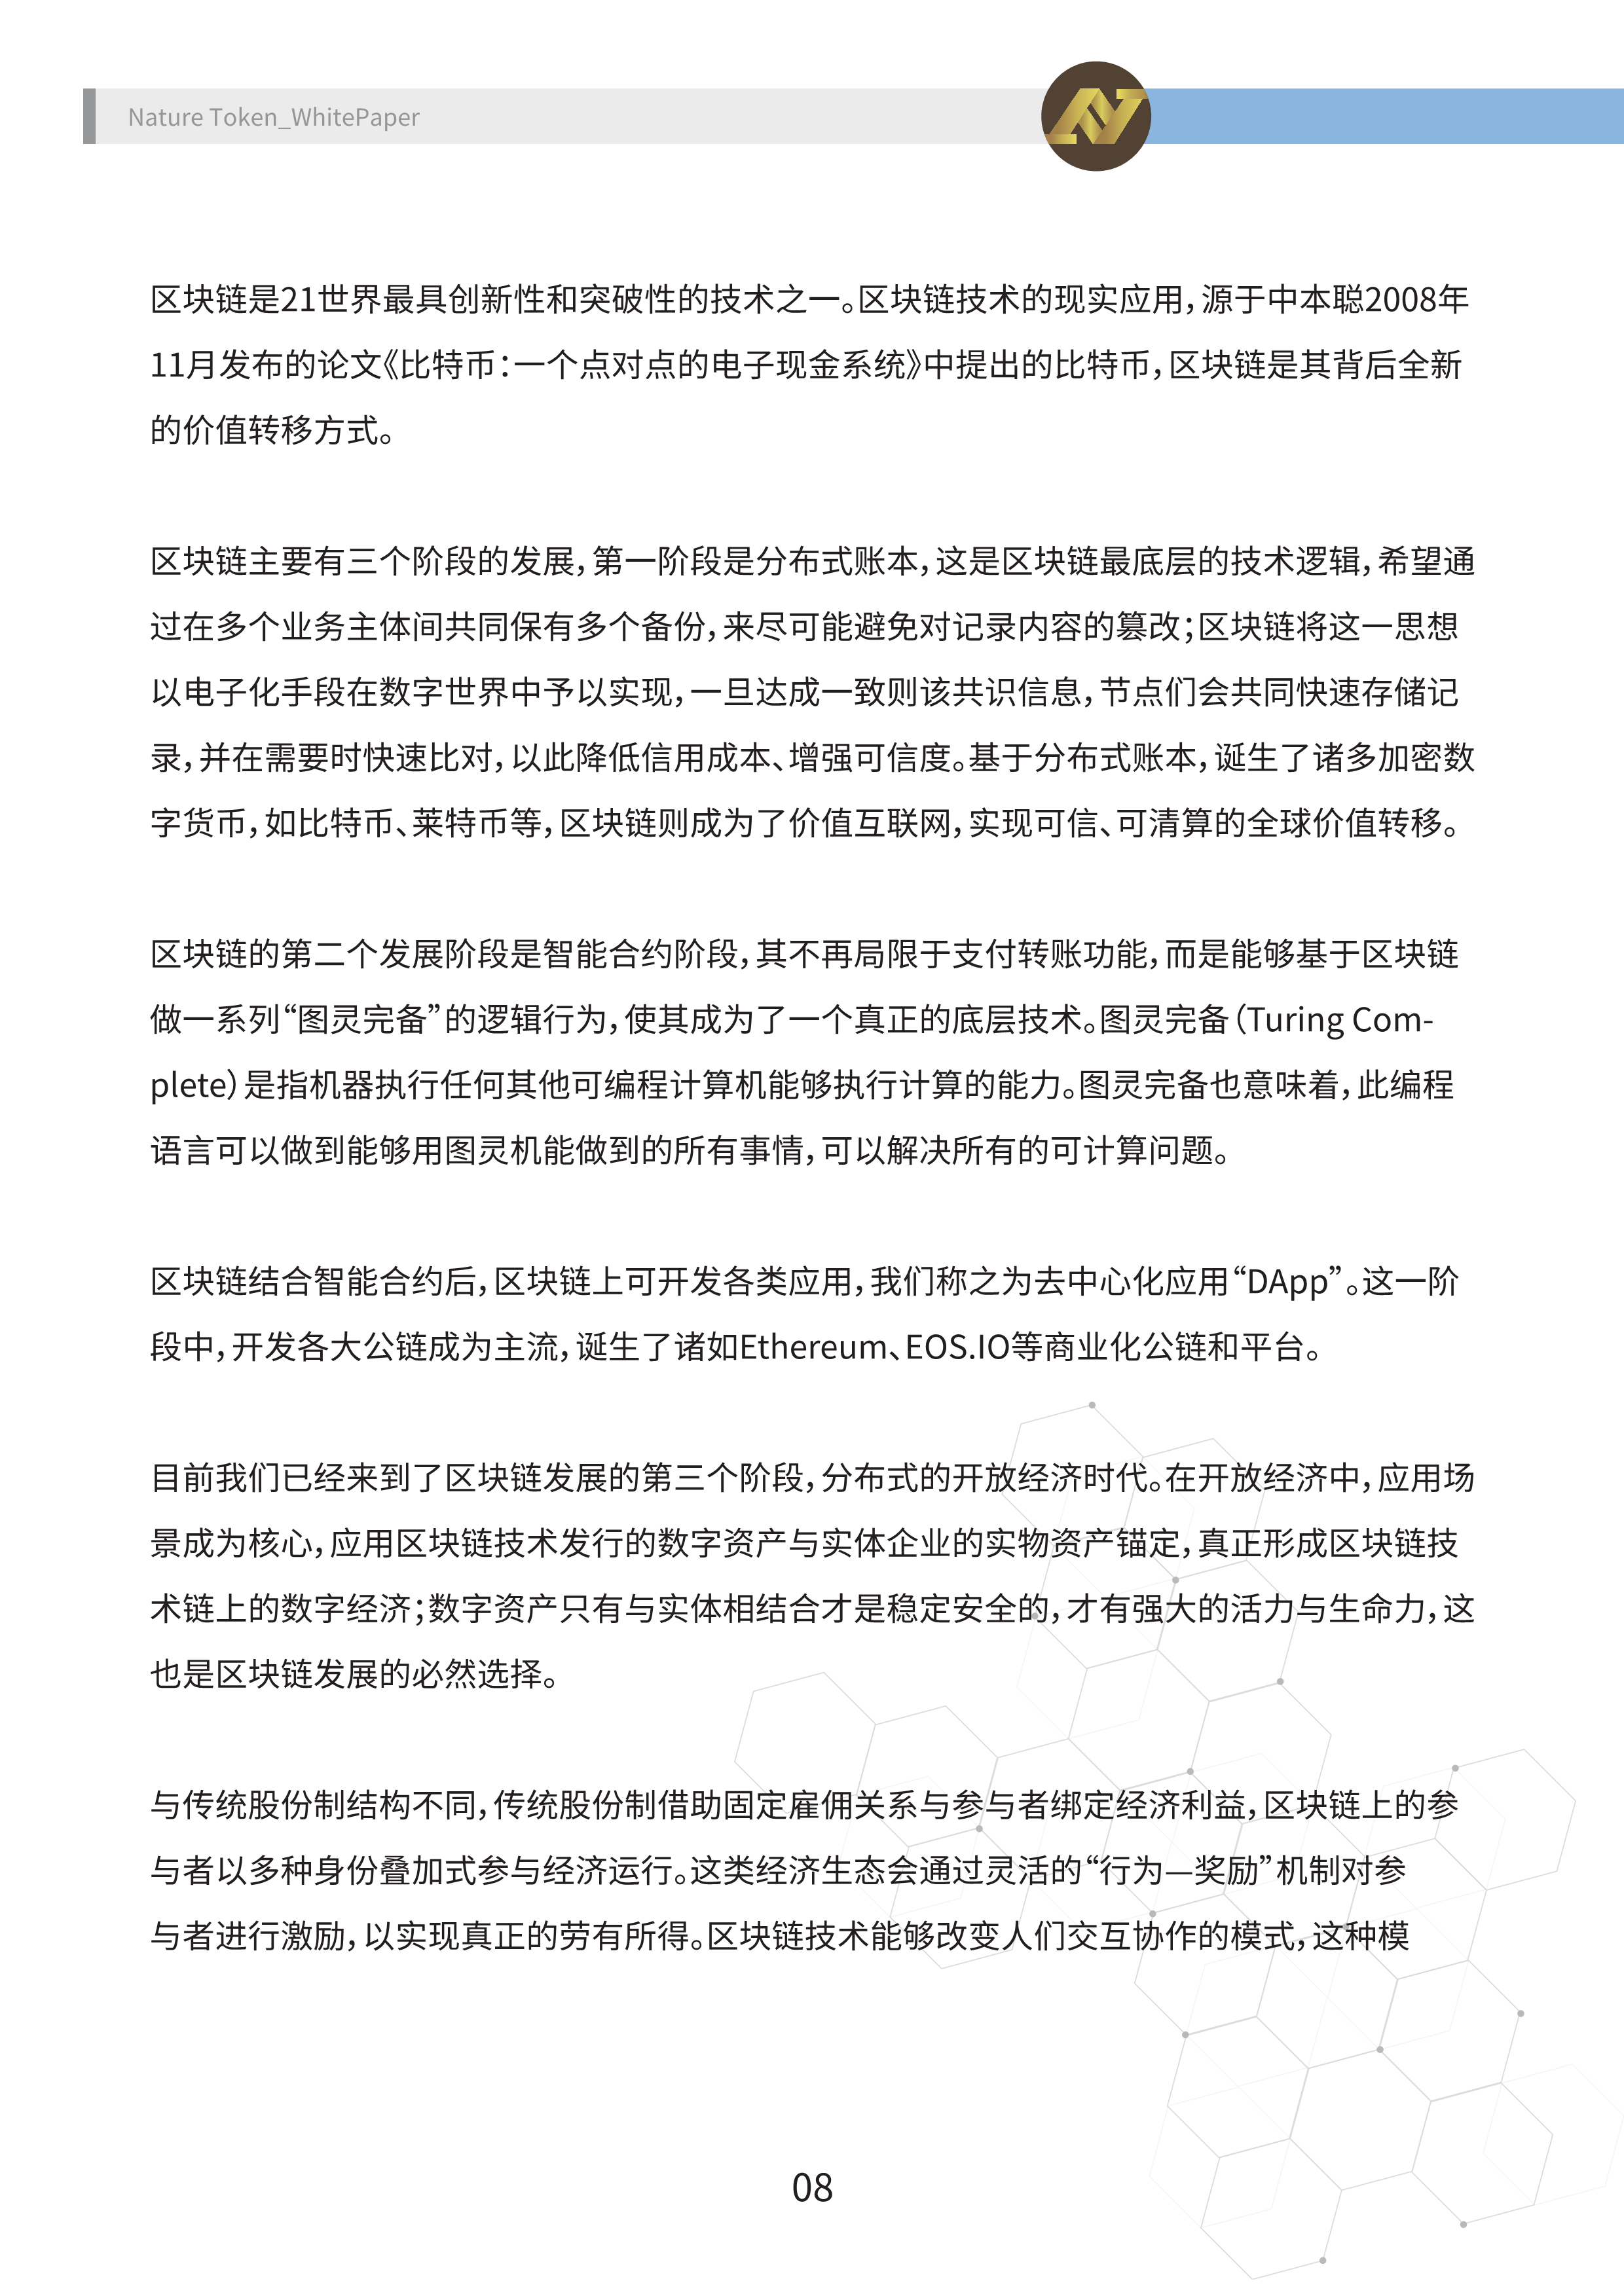 Nature Token_WhitePaper
区块链是21世界最具创新性和突破性的技术之一。区块链技术的现实应用，源于中本聪2008年
11月发布的论文《比特币：一个点对点的电子现金系统》中提出的比特币，区块链是其背后全新
的价值转移方式。
区块链主要有三个阶段的发展，第一阶段是分布式账本，这是区块链最底层的技术逻辑，希望通
过在多个业务主体间共同保有多个备份，来尽可能避免对记录内容的篡改；区块链将这一思想
以电子化手段在数字世界中予以实现，一旦达成一致则该共识信息，节点们会共同快速存储记
录，并在需要时快速比对，以此降低信用成本、增强可信度。基于分布式账本，诞生了诸多加密数
字货币，如比特币、莱特币等，区块链则成为了价值互联网，实现可信、可清算的全球价值转移。
区块链的第二个发展阶段是智能合约阶段，其不再局限于支付转账功能，而是能够基于区块链
做一系列“图灵完备”的逻辑行为，使其成为了一个真正的底层技术。图灵完备（Turing Com-
plete）是指机器执行任何其他可编程计算机能够执行计算的能力。图灵完备也意味着，此编程
语言可以做到能够用图灵机能做到的所有事情，可以解决所有的可计算问题。
区块链结合智能合约后，区块链上可开发各类应用，我们称之为去中心化应用“DApp”。这一阶
段中，开发各大公链成为主流，诞生了诸如Ethereum、EOS.IO等商业化公链和平台。
目前我们已经来到了区块链发展的第三个阶段，分布式的开放经济时代。在开放经济中，应用场
景成为核心，应用区块链技术发行的数字资产与实体企业的实物资产锚定，真正形成区块链技
术链上的数字经济；数字资产只有与实体相结合才是稳定安全的，才有强大的活力与生命力，这
也是区块链发展的必然选择。
与传统股份制结构不同，传统股份制借助固定雇佣关系与参与者绑定经济利益，区块链上的参
与者以多种身份叠加式参与经济运行。这类经济生态会通过灵活的“行为—奖励”机制对参
与者进行激励，以实现真正的劳有所得。区块链技术能够改变人们交互协作的模式，这种模
08